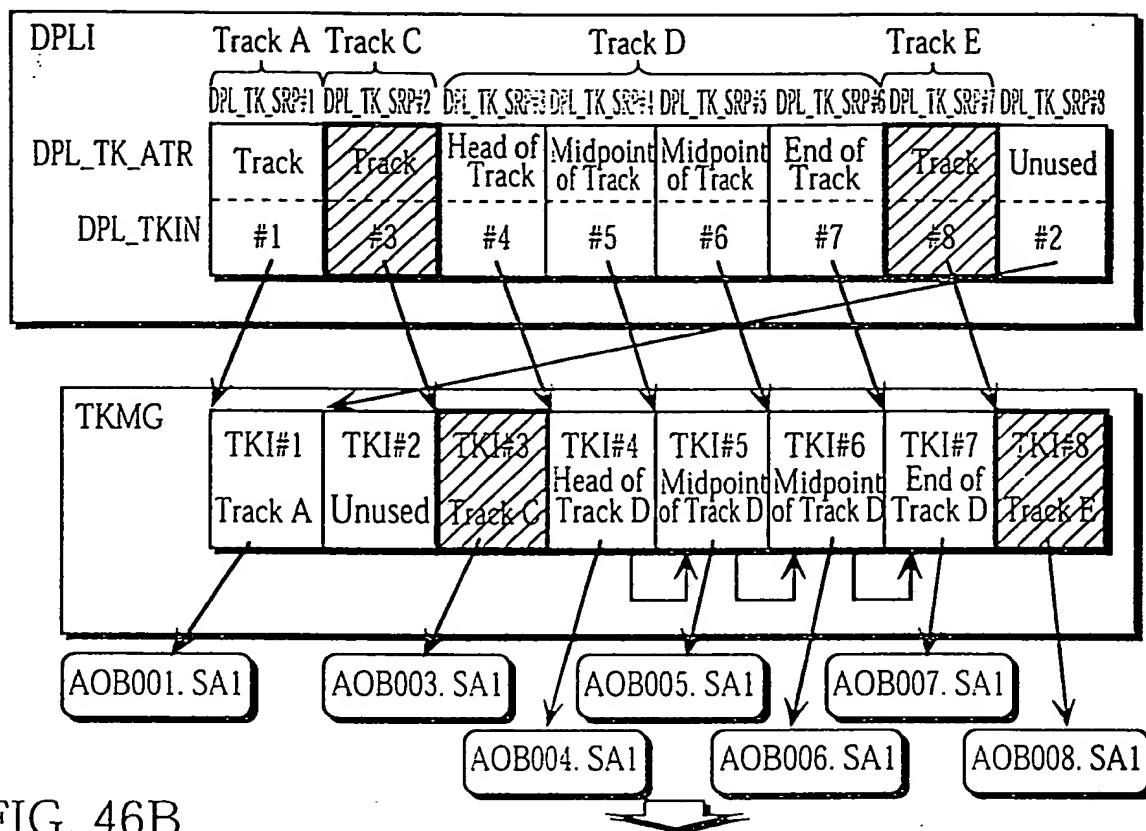 DPLI
Track A Track C Track D Track E
DPL_TK_SRP#1 DPL_TK_SRP#2 DPL_TK_SRP#3 DPL_TK_SRP#4 DPL_TK_SRP#5 DPL_TK_SRP#6 DPL_TK_SRP#7 DPL_TK_SRP#8
DPL_TK_ATR
Track Track Head of Track Midpoint of Track Midpoint of Track End of Track Track Unused
DPL_TKIN
#1 #3 #4 #5 #6 #7 #8 #2
TKMG
TKI#1 TKI#2 TKI#3 TKI#4 TKI#5 TKI#6 TKI#7 TKI#8
Track A Unused Track C Head of Track D Midpoint of Track D Midpoint of Track D End of Track D Track E
AOB001. SA1 AOB003. SA1 AOB005. SA1 AOB007. SA1
AOB004. SA1 AOB006. SA1 AOB008. SA1
FIG. 46B